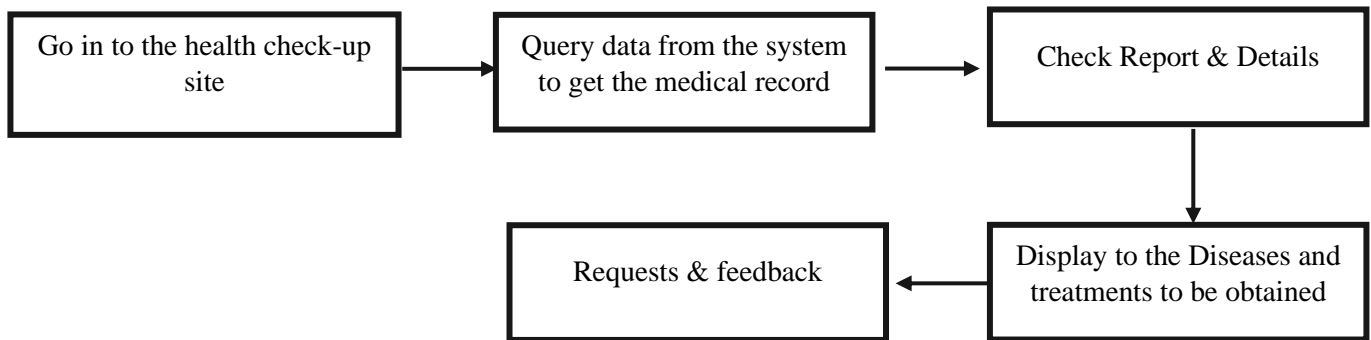 Go in to the health check-up
site
Query data from the system
to get the medical record
Check Report & Details
Display to the Diseases and
treatments to be obtained
Requests & feedback